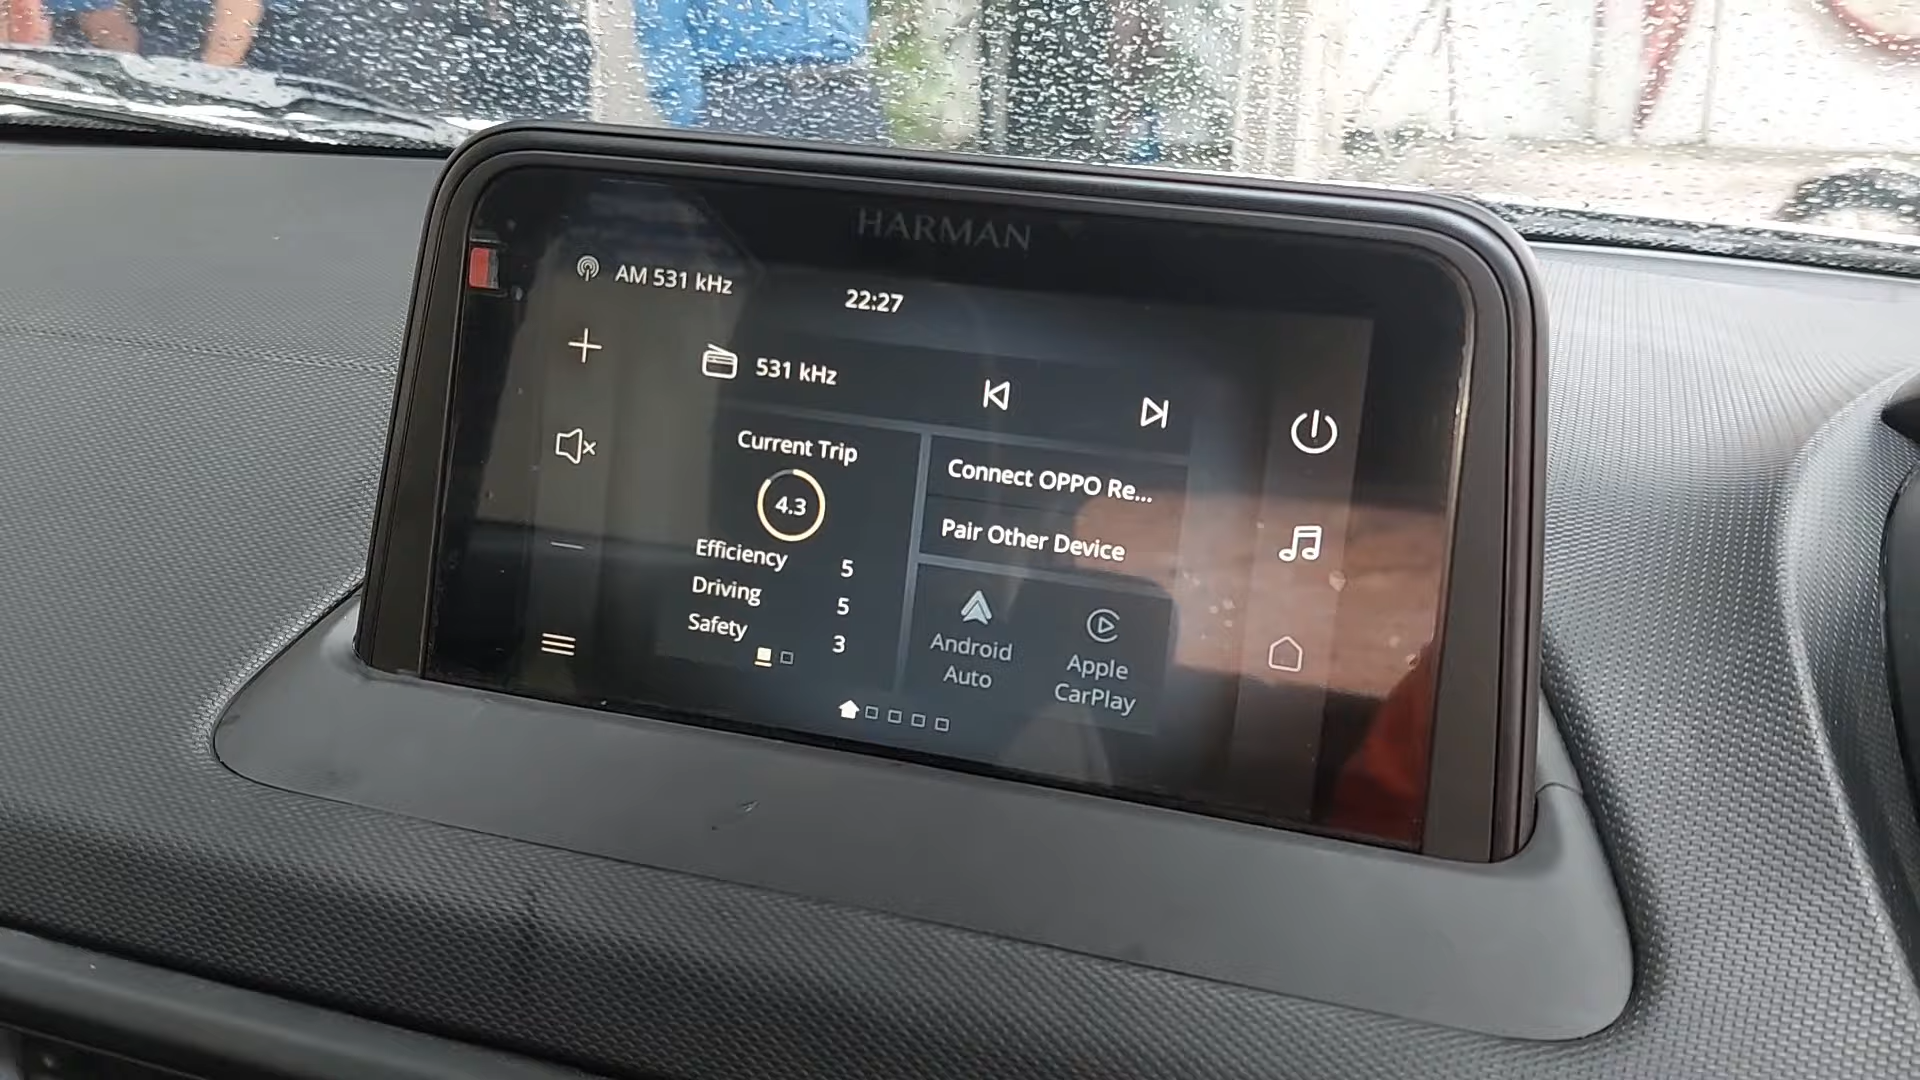 HARMAN
AM 531 kHz
22:27
531 kHz
Current Trip
4.3
Efficiency 5
Driving 5
Safety 3
Connect OPPO Re...
Pair Other Device
Android
Auto
Apple
CarPlay